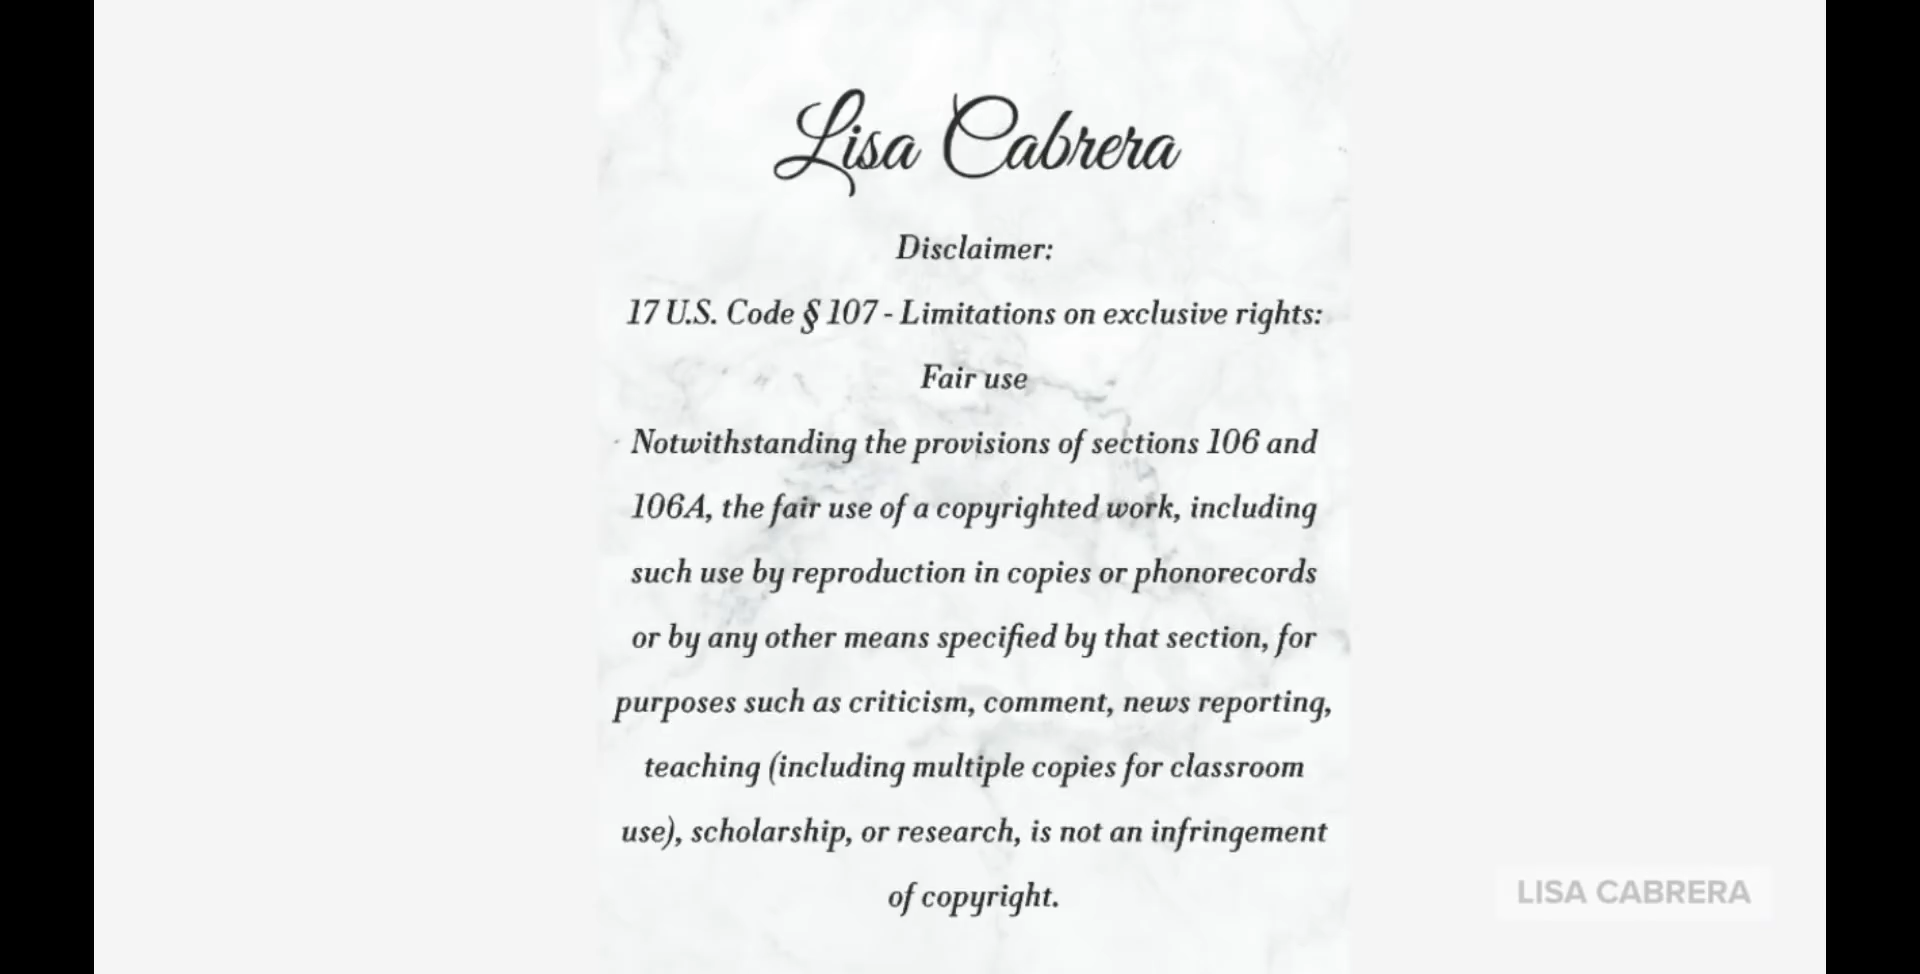 Lisa Cabrera
Disclaimer:
17 U.S. Code § 107 - Limitations on exclusive rights:
Fair use
Notwithstanding the provisions of sections 106 and
106A, the fair use of a copyrighted work, including
such use by reproduction in copies or phonorecords
or by any other means specified by that section, for
purposes such as criticism, comment, news reporting,
teaching (including multiple copies for classroom
use), scholarship, or research, is not an infringement
of copyright.
LISA CABRERA